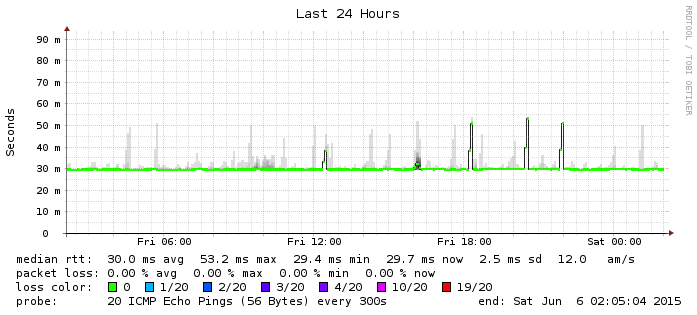 Last 24 Hours
RRDTOOL / TOBI OETIKER
Seconds
90 m
80 m
70 m
60 m
50 m
40 m
30 m
20 m
10 m
0
Fri 06:00 Fri 12:00 Fri 18:00 Sat 00:00
median rtt: 30.0 ms avg 53.2 ms max 29.4 ms min 29.7 ms now 2.5 ms sd 12.0 am/s
packet loss: 0.00 % avg 0.00 % max 0.00 % min 0.00 % now
loss color: 0 1/20 2/20 3/20 4/20 10/20 19/20
probe: 20 ICMP Echo Pings (56 Bytes) every 300s end: Sat Jun 6 02:05:04 2015